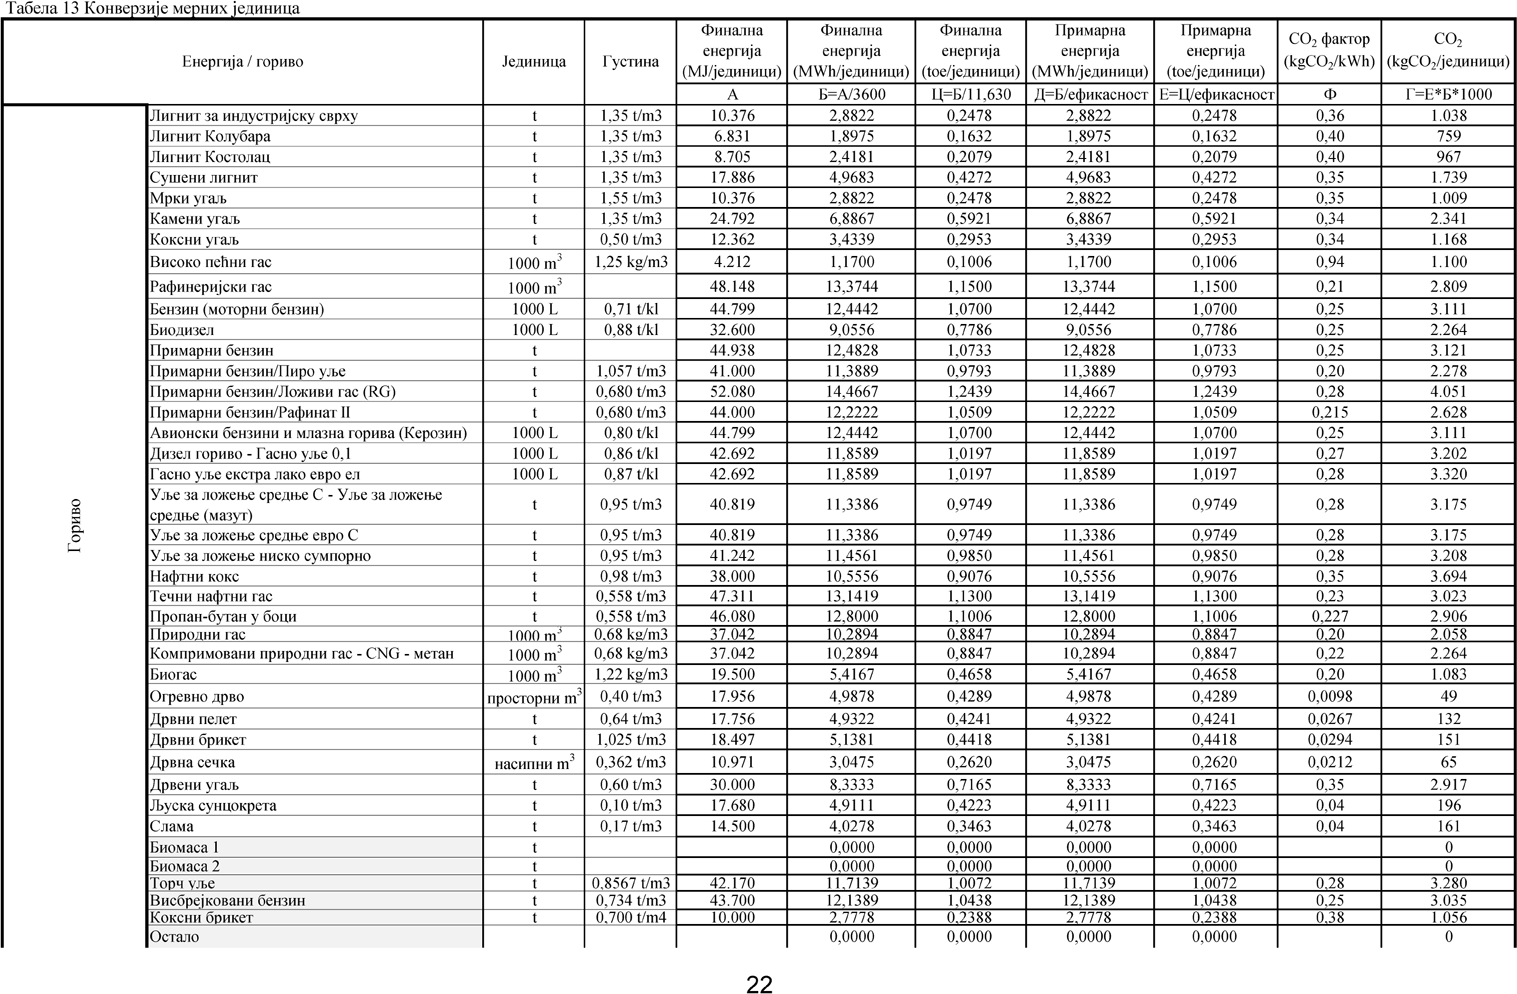 Табела 13 Конверзије мерних јединица
Енергија / гориво Јединица Густина Финална енергија (MJ/јединици) Финална енергија (MWh/јединици) Финална енергија (toe/јединици) Примарна енергија (MWh/јединици) Примарна енергија (toe/јединици) CO2 фактор (kgCO2/kWh) CO2 (kgCO2/јединици)
А Б=А/3600 Ц=Б/11,630 Д=Б/ефикасност Е=Ц/ефикасност Ф Г=Е*Б*1000
Гориво
Лигнит за индустријску сврху t 1,35 t/m3 10.376 2,8822 0,2478 2,8822 0,2478 0,36 1.038
Лигнит Колубара t 1,35 t/m3 6.831 1,8975 0,1632 1,8975 0,1632 0,40 759
Лигнит Костолац t 1,35 t/m3 8.705 2,4181 0,2079 2,4181 0,2079 0,40 967
Сушени лигнит t 1,35 t/m3 17.886 4,9683 0,4272 4,9683 0,4272 0,35 1.739
Мрки угаљ t 1,55 t/m3 10.376 2,8822 0,2478 2,8822 0,2478 0,35 1.009
Камени угаљ t 1,35 t/m3 24.792 6,8867 0,5921 6,8867 0,5921 0,34 2.341
Коксни угаљ t 0,50 t/m3 12.362 3,4339 0,2953 3,4339 0,2953 0,34 1.168
Високо пећни гас 1000 m3 1,25 kg/m3 4.212 1,1700 0,1006 1,1700 0,1006 0,94 1.100
Рафинеријски гас 1000 m3 48.148 13,3744 1,1500 13,3744 1,1500 0,21 2.809
Бензин (моторни бензин) 1000 L 0,71 t/kl 44.799 12,4442 1,0700 12,4442 1,0700 0,25 3.111
Биодизел 1000 L 0,88 t/kl 32.600 9,0556 0,7786 9,0556 0,7786 0,25 2.264
Примарни бензин t 44.938 12,4828 1,0733 12,4828 1,0733 0,25 3.121
Примарни бензин/Пиро уље t 1,057 t/m3 41.000 11,3889 0,9793 11,3889 0,9793 0,20 2.278
Примарни бензин/Ложиви гас (RG) t 0,680 t/m3 52.080 14,4667 1,2439 14,4667 1,2439 0,28 4.051
Примарни бензин/Рафинат II t 0,680 t/m3 44.000 12,2222 1,0509 12,2222 1,0509 0,215 2.628
Авионски бензини и млазна горива (Керозин) 1000 L 0,80 t/kl 44.799 12,4442 1,0700 12,4442 1,0700 0,25 3.111
Дизел гориво - Гасно уље 0,1 1000 L 0,86 t/kl 42.692 11,8589 1,0197 11,8589 1,0197 0,27 3.202
Гасно уље екстра лако евро ел 1000 L 0,87 t/kl 42.692 11,8589 1,0197 11,8589 1,0197 0,28 3.320
Уље за ложење средње С - Уље за ложење
средње (мазут) t 0,95 t/m3 40.819 11,3386 0,9749 11,3386 0,9749 0,28 3.175
Уље за ложење средње евро С t 0,95 t/m3 40.819 11,3386 0,9749 11,3386 0,9749 0,28 3.175
Уље за ложење ниско сумпорно t 0,95 t/m3 41.242 11,4561 0,9850 11,4561 0,9850 0,28 3.208
Нафтни кокс t 0,98 t/m3 38.000 10,5556 0,9076 10,5556 0,9076 0,35 3.694
Течни нафтни гас t 0,558 t/m3 47.311 13,1419 1,1300 13,1419 1,1300 0,23 3.023
Пропан-бутан у боци t 0,558 t/m3 46.080 12,8000 1,1006 12,8000 1,1006 0,227 2.906
Природни гас 1000 m3 0,68 kg/m3 37.042 10,2894 0,8847 10,2894 0,8847 0,20 2.058
Компримовани природни гас - CNG - метан 1000 m3 0,68 kg/m3 37.042 10,2894 0,8847 10,2894 0,8847 0,22 2.264
Биогас 1000 m3 1,22 kg/m3 19.500 5,4167 0,4658 5,4167 0,4658 0,20 1.083
Огревно дрво просторни m3 0,40 t/m3 17.956 4,9878 0,4289 4,9878 0,4289 0,0098 49
Дрвни пелет t 0,64 t/m3 17.756 4,9322 0,4241 4,9322 0,4241 0,0267 132
Дрвни брикет t 1,025 t/m3 18.497 5,1381 0,4418 5,1381 0,4418 0,0294 151
Дрвна сечка насипни m3 0,362 t/m3 10.971 3,0475 0,2620 3,0475 0,2620 0,0212 65
Дрвени угаљ t 0,60 t/m3 30.000 8,3333 0,7165 8,3333 0,7165 0,35 2.917
Љуска сунцокрета t 0,10 t/m3 17.680 4,9111 0,4223 4,9111 0,4223 0,04 196
Слама t 0,17 t/m3 14.500 4,0278 0,3463 4,0278 0,3463 0,04 161
Биомаса 1 t 0,0000 0,0000 0,0000 0,0000 0
Биомаса 2 t 0,0000 0,0000 0,0000 0,0000 0
Торч уље t 0,8567 t/m3 42.170 11,7139 1,0072 11,7139 1,0072 0,28 3.280
Висбрејковани бензин t 0,734 t/m3 43.700 12,1389 1,0438 12,1389 1,0438 0,25 3.035
Коксни брикет t 0,700 t/m4 10.000 2,7778 0,2388 2,7778 0,2388 0,38 1.056
Остало 0,0000 0,0000 0,0000 0,0000 0
22